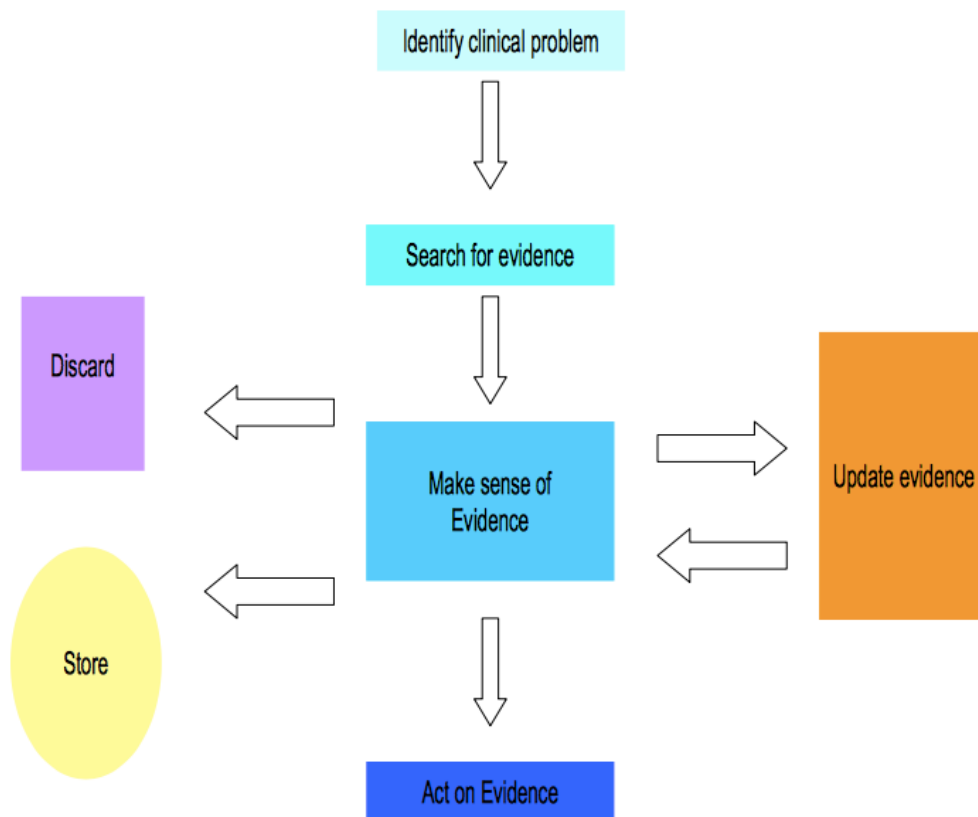 Identify clinical problem
Search for evidence
Discard
Make sense of
Evidence
Update evidence
Store
Act on Evidence